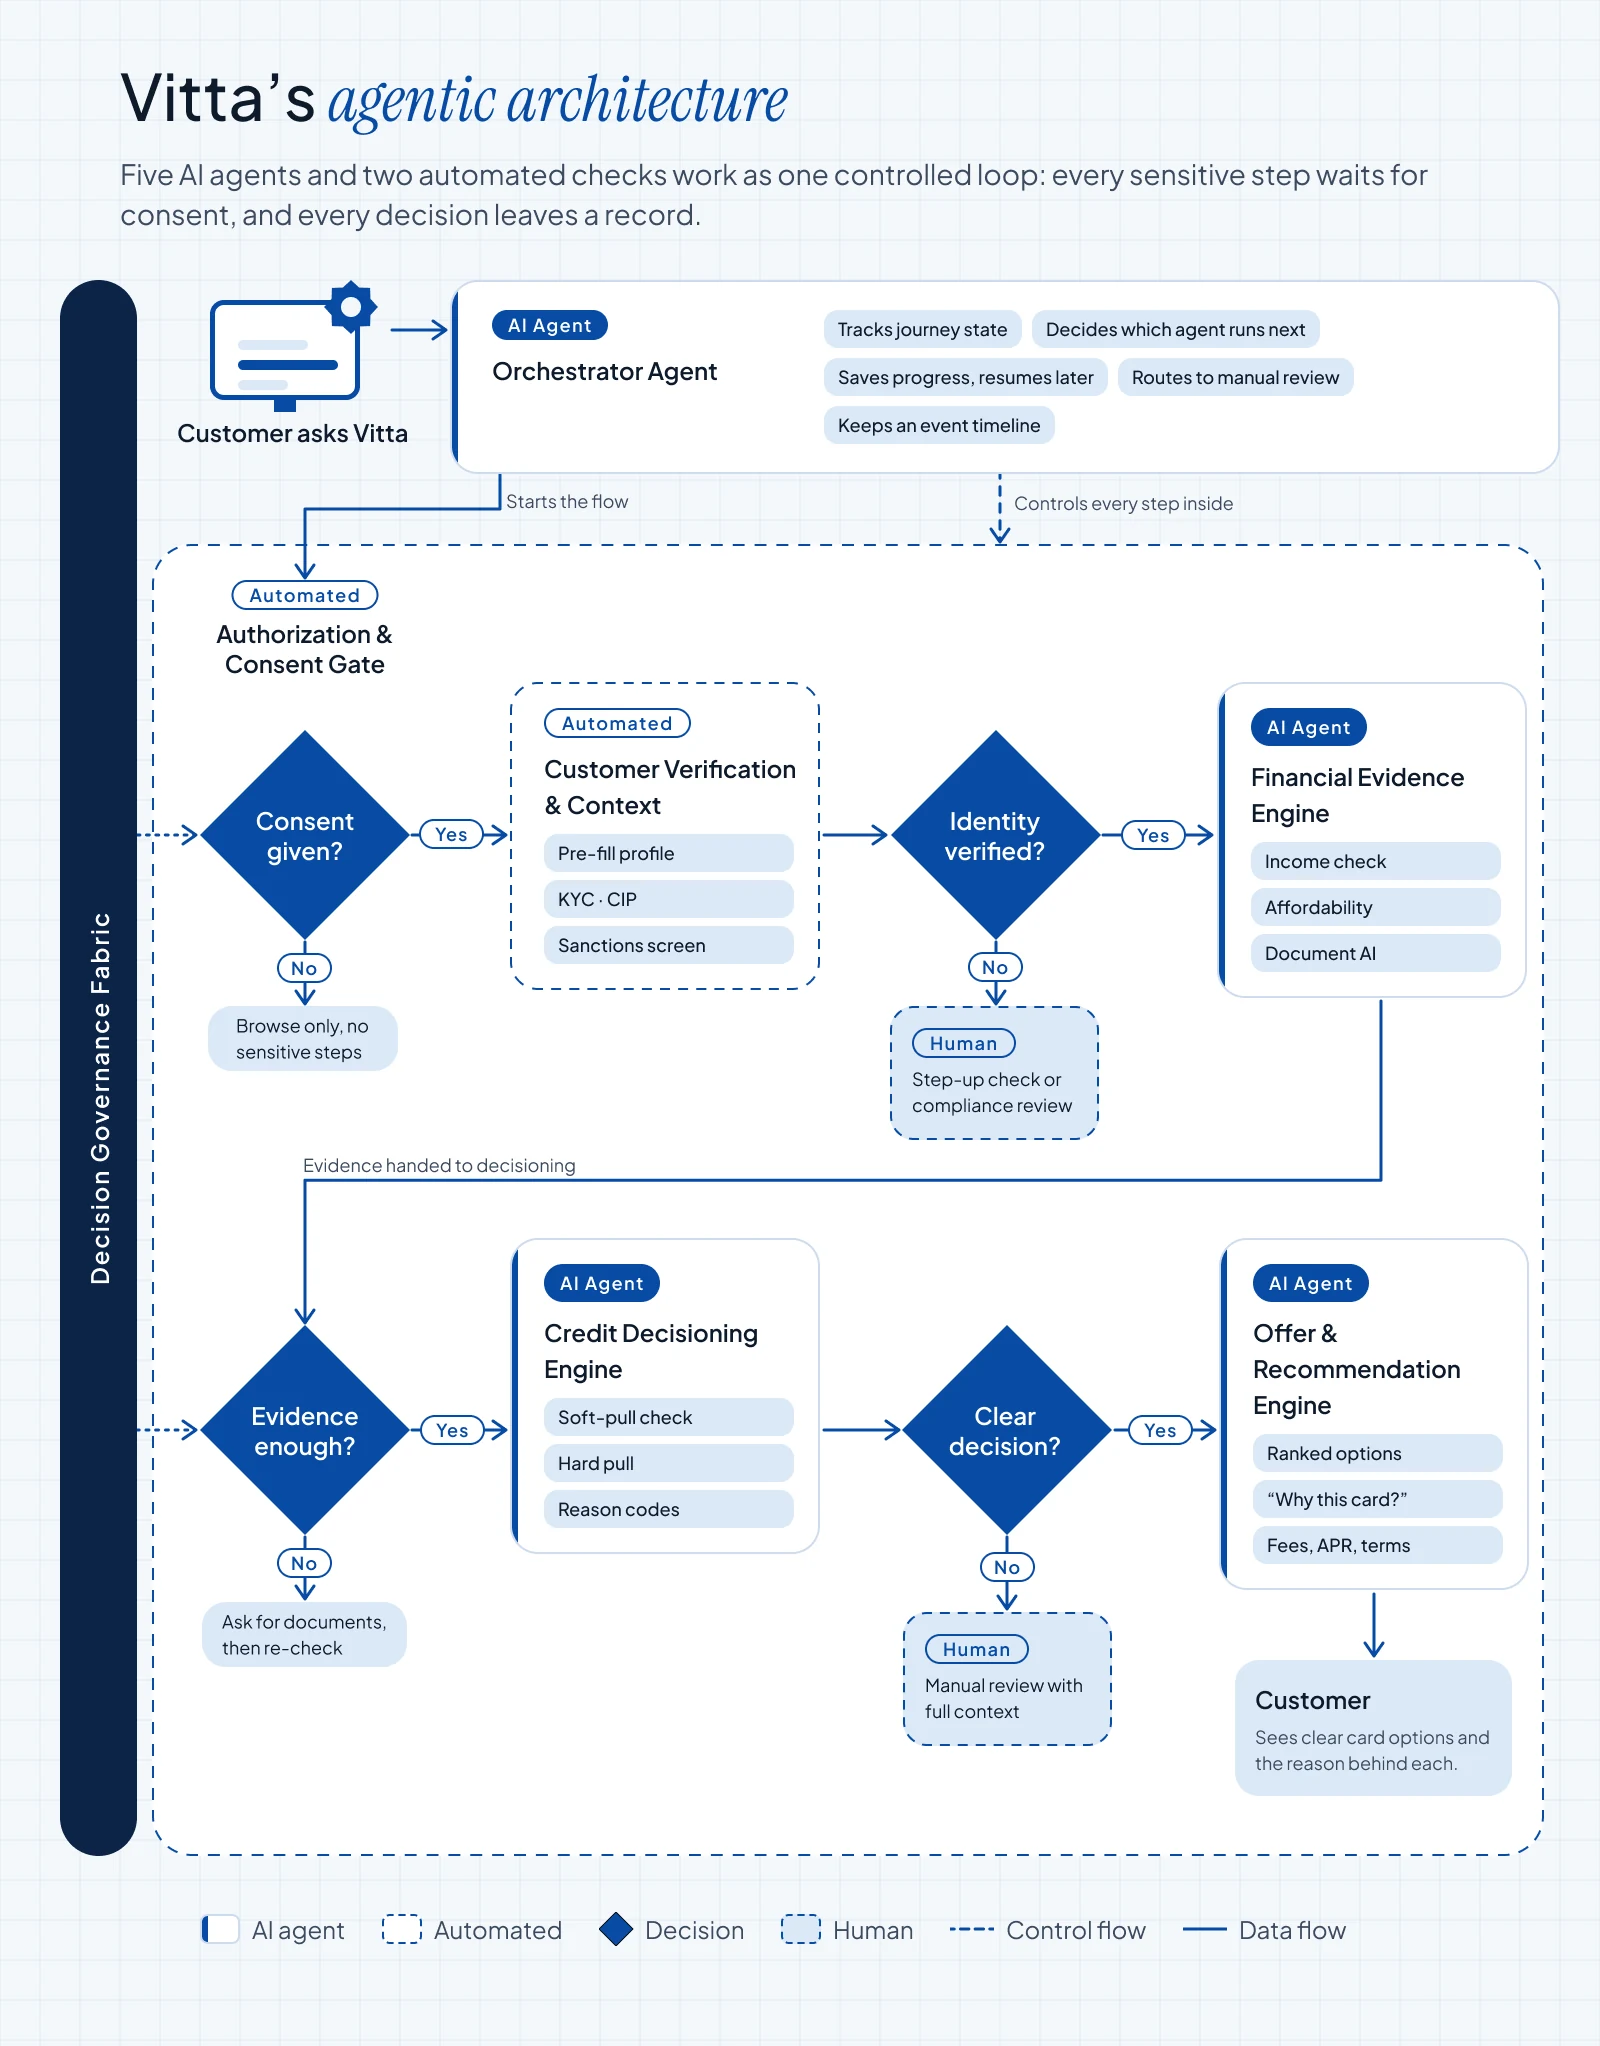 Vitta’s agentic architecture
Five AI agents and two automated checks work as one controlled loop: every sensitive step waits for
consent, and every decision leaves a record.
Customer asks Vitta
AI Agent
Orchestrator Agent
Tracks journey state
Decides which agent runs next
Saves progress, resumes later
Routes to manual review
Keeps an event timeline
Starts the flow
Controls every step inside
Decision Governance Fabric
Automated
Authorization &
Consent Gate
Consent
given?
Yes
No
Browse only, no
sensitive steps
Automated
Customer Verification
& Context
Pre-fill profile
KYC · CIP
Sanctions screen
Identity
verified?
Yes
No
Human
Step-up check or
compliance review
AI Agent
Financial Evidence
Engine
Income check
Affordability
Document AI
Evidence handed to decisioning
Evidence
enough?
Yes
No
Ask for documents,
then re-check
AI Agent
Credit Decisioning
Engine
Soft-pull check
Hard pull
Reason codes
Clear
decision?
Yes
No
Human
Manual review with
full context
AI Agent
Offer &
Recommendation
Engine
Ranked options
“Why this card?”
Fees, APR, terms
Customer
Sees clear card options and
the reason behind each.
AI agent
Automated
Decision
Human
Control flow
Data flow